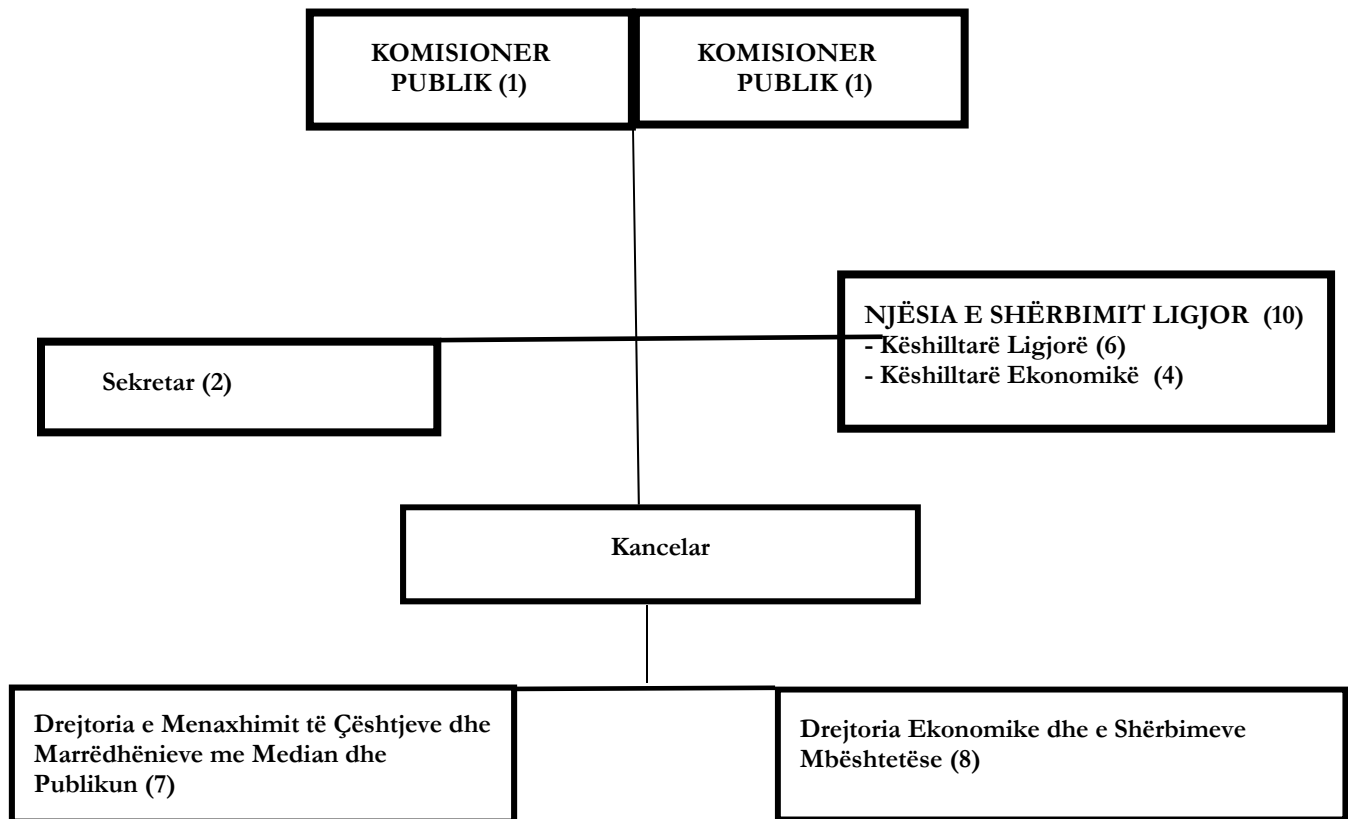 KOMISIONER
PUBLIK (1)
KOMISIONER
PUBLIK (1)
NJËSIA E SHËRBIMIT LIGJOR (10)
- Këshilltarë Ligjorë (6)
- Këshilltarë Ekonomikë (4)
Sekretar (2)
Kancelar
Drejtoria e Menaxhimit të Çështjeve dhe
Marrëdhënieve me Median dhe
Publikun (7)
Drejtoria Ekonomike dhe e Shërbimeve
Mbështetëse (8)